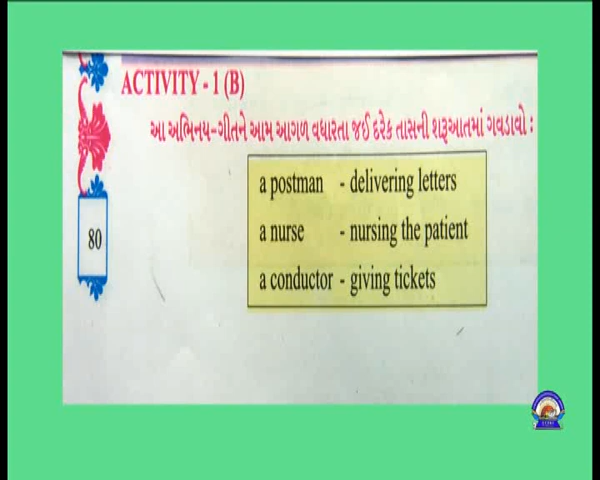 ACTIVITY - 1 (B)
આ અભિનય-ગીતને આમ આગળ વધારતા જઈ દરેક તાસની શરૂઆતમાં ગવડાવો :
a postman - delivering letters
a nurse - nursing the patient
a conductor - giving tickets
80